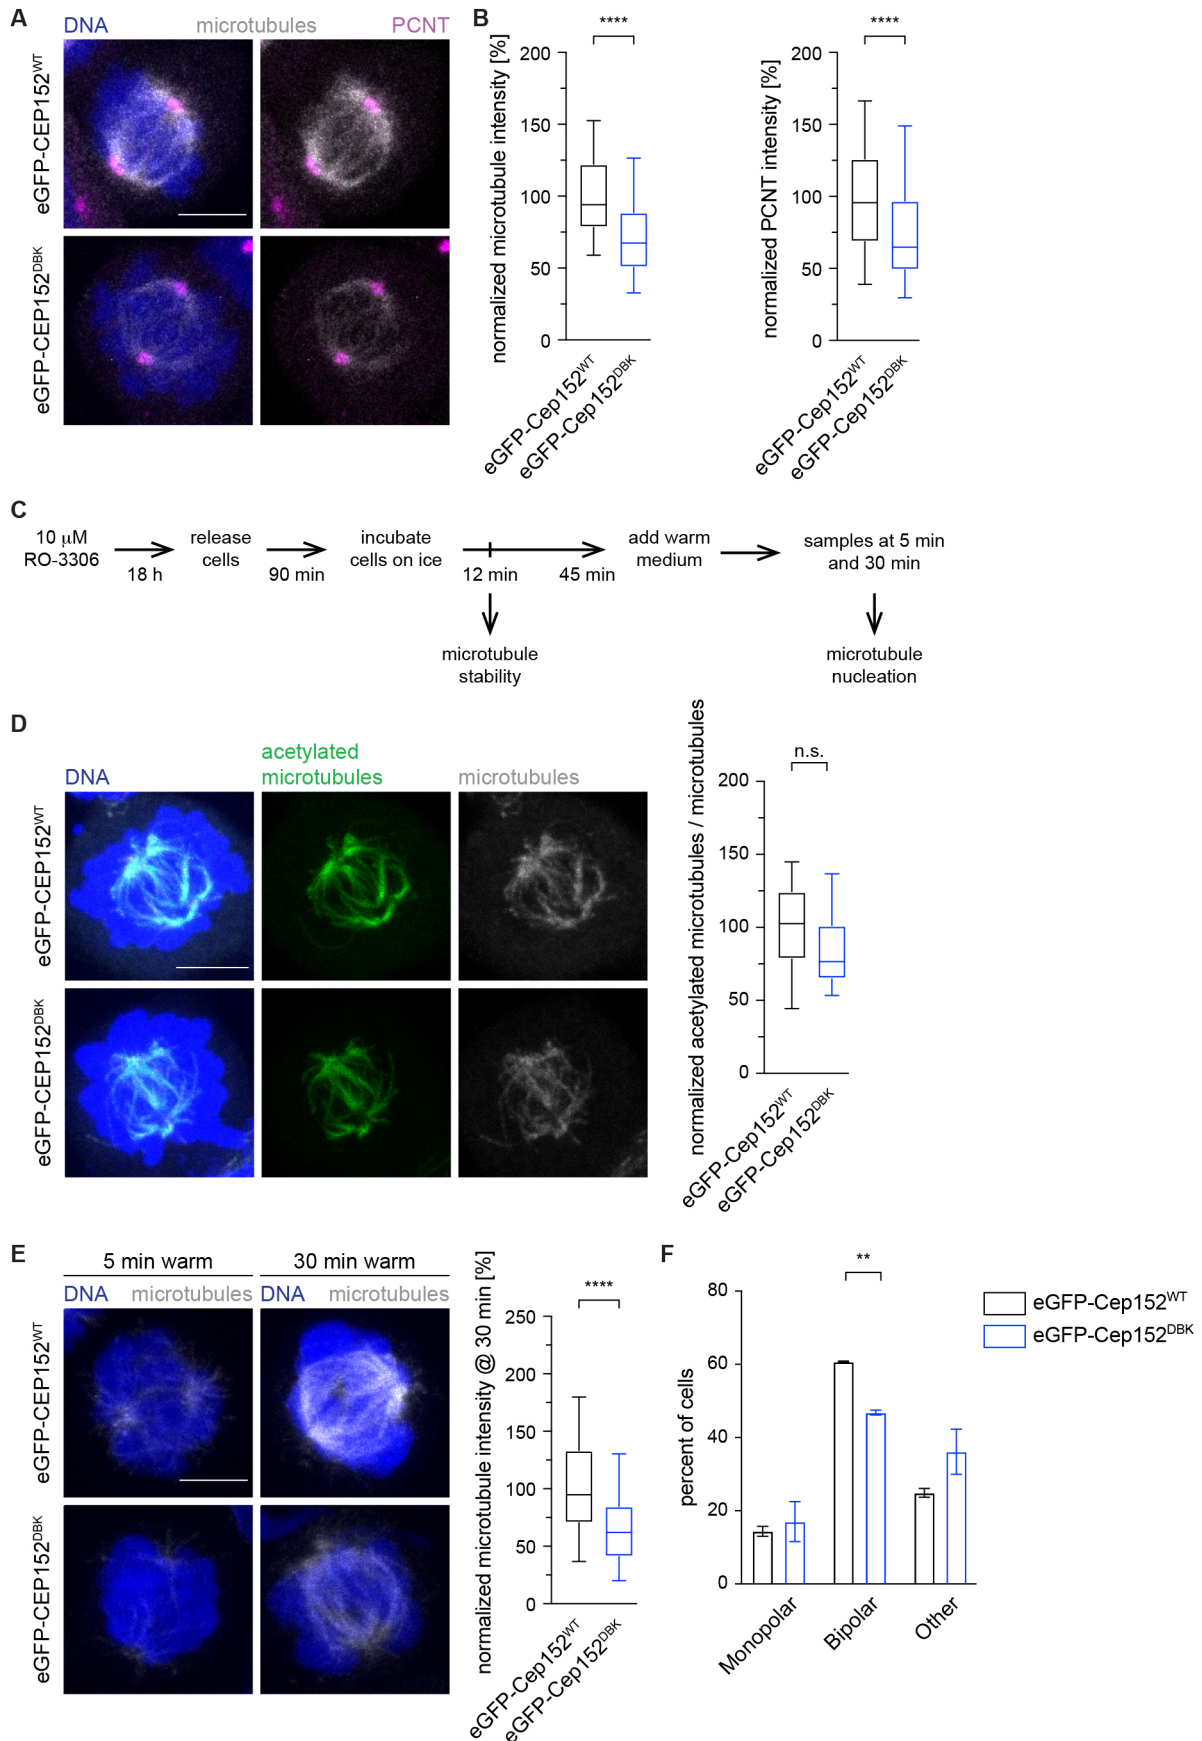 A
DNA microtubules PCNT
eGFP-CEP152WT
eGFP-CEP152DBK
B
****
normalized microtubule intensity [%]
200
150
100
50
0
eGFP-Cep152WT
eGFP-Cep152DBK
****
normalized PCNT intensity [%]
200
150
100
50
0
eGFP-Cep152WT
eGFP-Cep152DBK
C
10 µM
RO-3306
18 h
release
cells
90 min
incubate
cells on ice
12 min
45 min
microtubule
stability
add warm
medium
samples at 5 min
and 30 min
microtubule
nucleation
D
DNA
acetylated
microtubules
microtubules
eGFP-CEP152WT
eGFP-CEP152DBK
n.s.
normalized acetylated microtubules / microtubules
200
150
100
50
0
eGFP-Cep152WT
eGFP-Cep152DBK
E
5 min warm
30 min warm
DNA microtubules
DNA microtubules
eGFP-CEP152WT
eGFP-CEP152DBK
****
normalized microtubule intensity @ 30 min [%]
250
200
150
100
50
0
eGFP-Cep152WT
eGFP-Cep152DBK
F
**
percent of cells
80
60
40
20
0
Monopolar
Bipolar
Other
eGFP-Cep152WT
eGFP-Cep152DBK